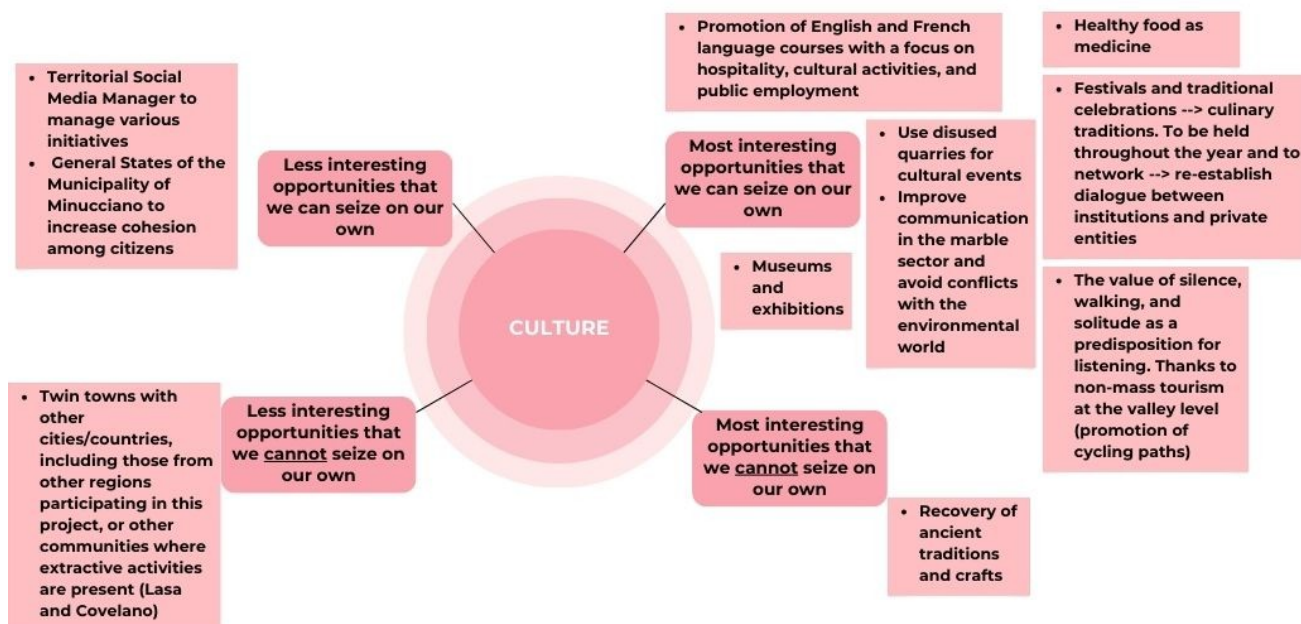 • Territorial Social
Media Manager to
manage various
initiatives
• General States of the
Municipality of
Minucciano to
increase cohesion
among citizens
Less interesting
opportunities that
we can seize on our
own
• Promotion of English and French
language courses with a focus on
hospitality, cultural activities, and
public employment
Most interesting
opportunities that
we can seize on our
own
• Use disused
quarries for
cultural events
• Improve
communication
in the marble
sector and
avoid conflicts
with the
environmental
world
• Museums
and
exhibitions
• Healthy food as
medicine
• Festivals and traditional
celebrations --> culinary
traditions. To be held
throughout the year and to
network --> re-establish
dialogue between
institutions and private
entities
• The value of silence,
walking, and
solitude as a
predisposition for
listening. Thanks to
non-mass tourism
at the valley level
(promotion of
cycling paths)
CULTURE
• Twin towns with
other
cities/countries,
including those from
other regions
participating in this
project, or other
communities where
extractive activities
are present (Lasa
and Covelano)
Less interesting
opportunities that
we cannot seize on
our own
Most interesting
opportunities that
we cannot seize on
our own
• Recovery of
ancient
traditions
and crafts